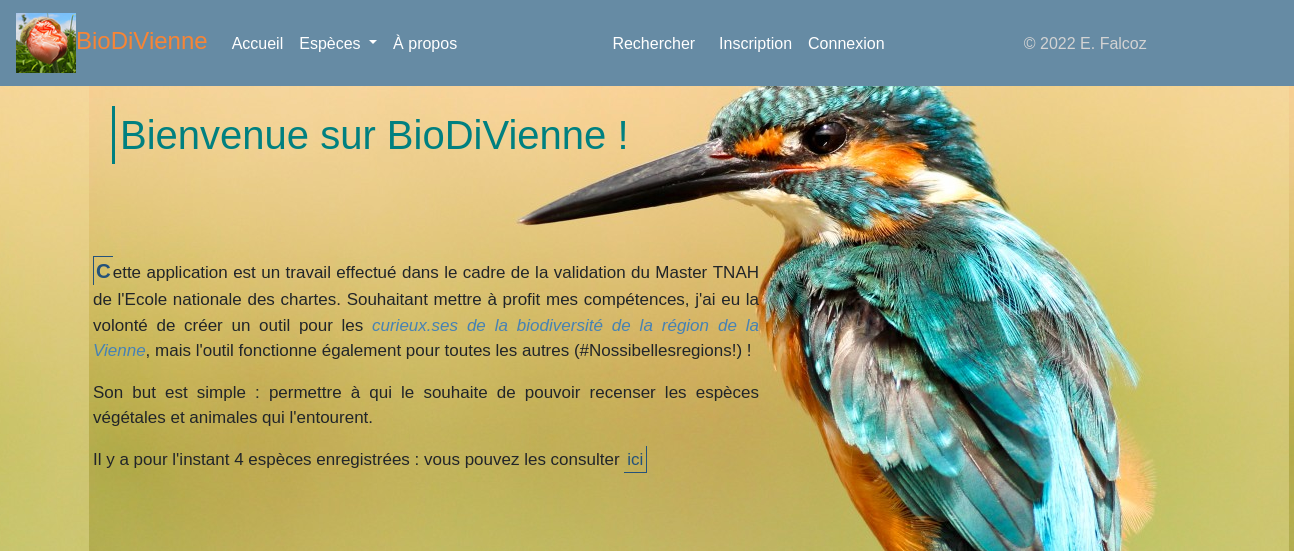 BioDiVienne Accueil Espèces À propos Rechercher Inscription Connexion © 2022 E. Falcoz
Bienvenue sur BioDiVienne !
Cette application est un travail effectué dans le cadre de la validation du Master TNAH
de l'Ecole nationale des chartes. Souhaitant mettre à profit mes compétences, j'ai eu la
volonté de créer un outil pour les curieux.ses de la biodiversité de la région de la
Vienne, mais l'outil fonctionne également pour toutes les autres (#Nossibellesregions!) !
Son but est simple : permettre à qui le souhaite de pouvoir recenser les espèces
végétales et animales qui l'entourent.
Il y a pour l'instant 4 espèces enregistrées : vous pouvez les consulter ici